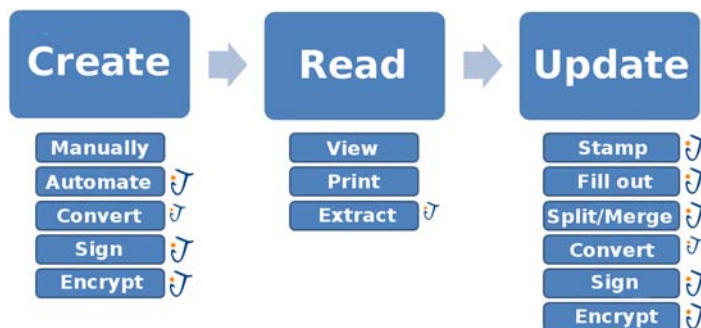 Create
Read
Update
Manually
Automate
Convert
Sign
Encrypt
View
Print
Extract
Stamp
Fill out
Split/Merge
Convert
Sign
Encrypt